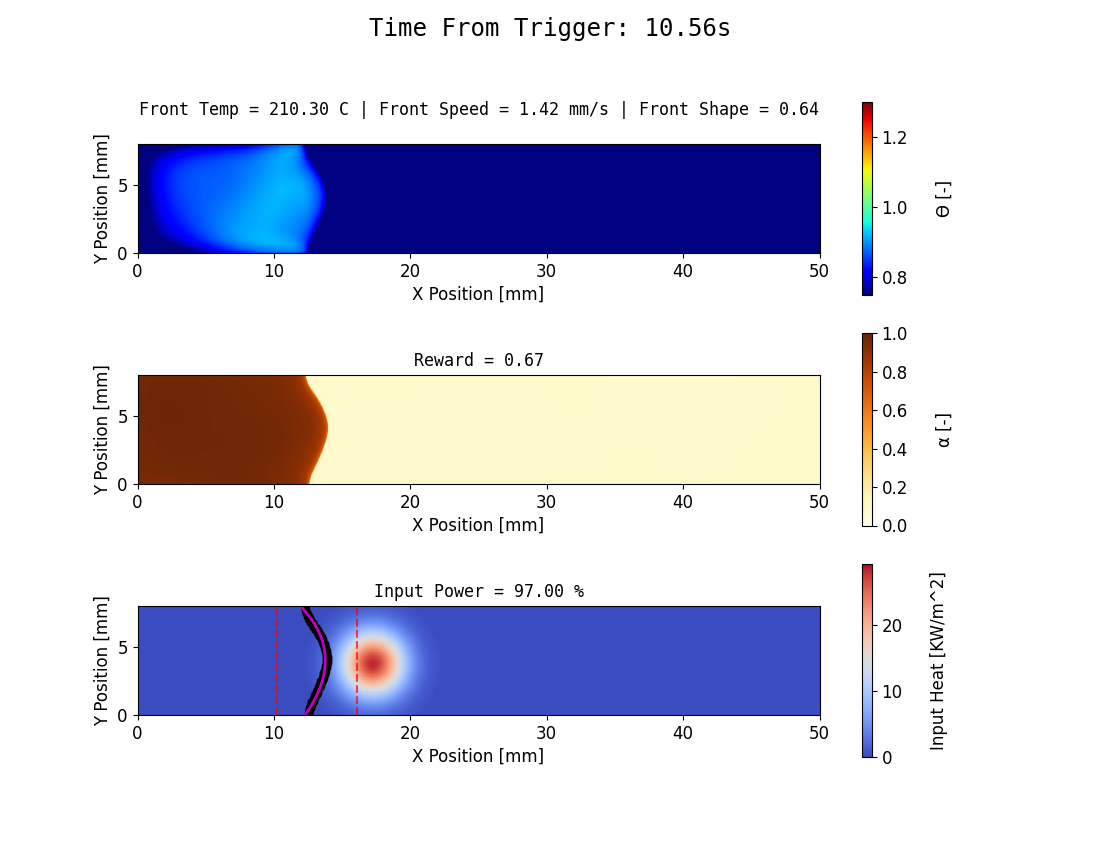 Time From Trigger: 10.56s
Front Temp = 210.30 C | Front Speed = 1.42 mm/s | Front Shape = 0.64
Y Position [mm]
5
0
0 10 20 30 40 50
X Position [mm]
1.2
1.0
0.8
Θ [-]
Reward = 0.67
Y Position [mm]
5
0
0 10 20 30 40 50
X Position [mm]
1.0
0.8
0.6
0.4
0.2
0.0
α [-]
Input Power = 97.00 %
Y Position [mm]
5
0
0 10 20 30 40 50
X Position [mm]
20
10
0
Input Heat [KW/m^2]